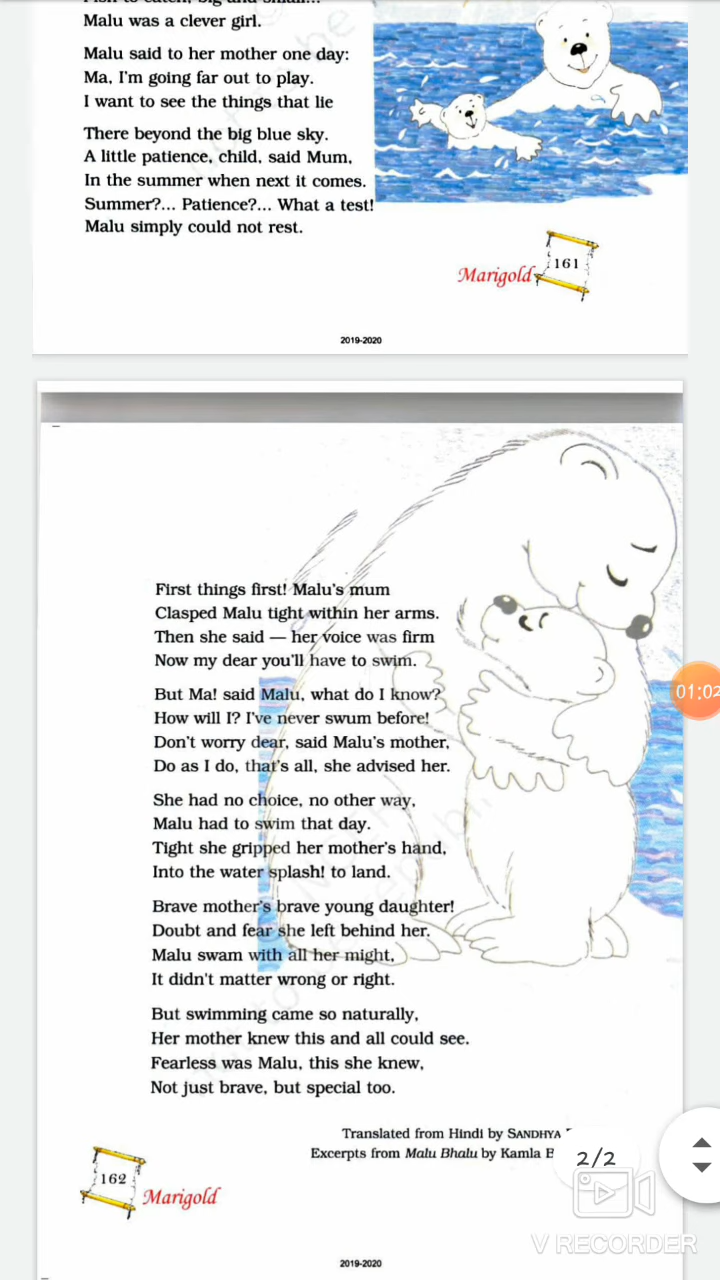 Malu was a clever girl.
Malu said to her mother one day:
Ma, I'm going far out to play.
I want to see the things that lie
There beyond the big blue sky.
A little patience, child, said Mum,
In the summer when next it comes.
Summer?... Patience?... What a test!
Malu simply could not rest.
Marigold 161
2019-2020
First things first! Malu's mum
Clasped Malu tight within her arms.
Then she said — her voice was firm
Now my dear you'll have to swim.
But Ma! said Malu, what do I know?
How will I? I've never swum before!
Don't worry dear, said Malu's mother,
Do as I do, that's all, she advised her.
She had no choice, no other way,
Malu had to swim that day.
Tight she gripped her mother's hand,
Into the water splash! to land.
Brave mother's brave young daughter!
Doubt and fear she left behind her.
Malu swam with all her might,
It didn't matter wrong or right.
But swimming came so naturally,
Her mother knew this and all could see.
Fearless was Malu, this she knew,
Not just brave, but special too.
Translated from Hindi by SANDHYA
Excerpts from Malu Bhalu by Kamla
162 Marigold
2019-2020
01:02
2/2
V RECORDER